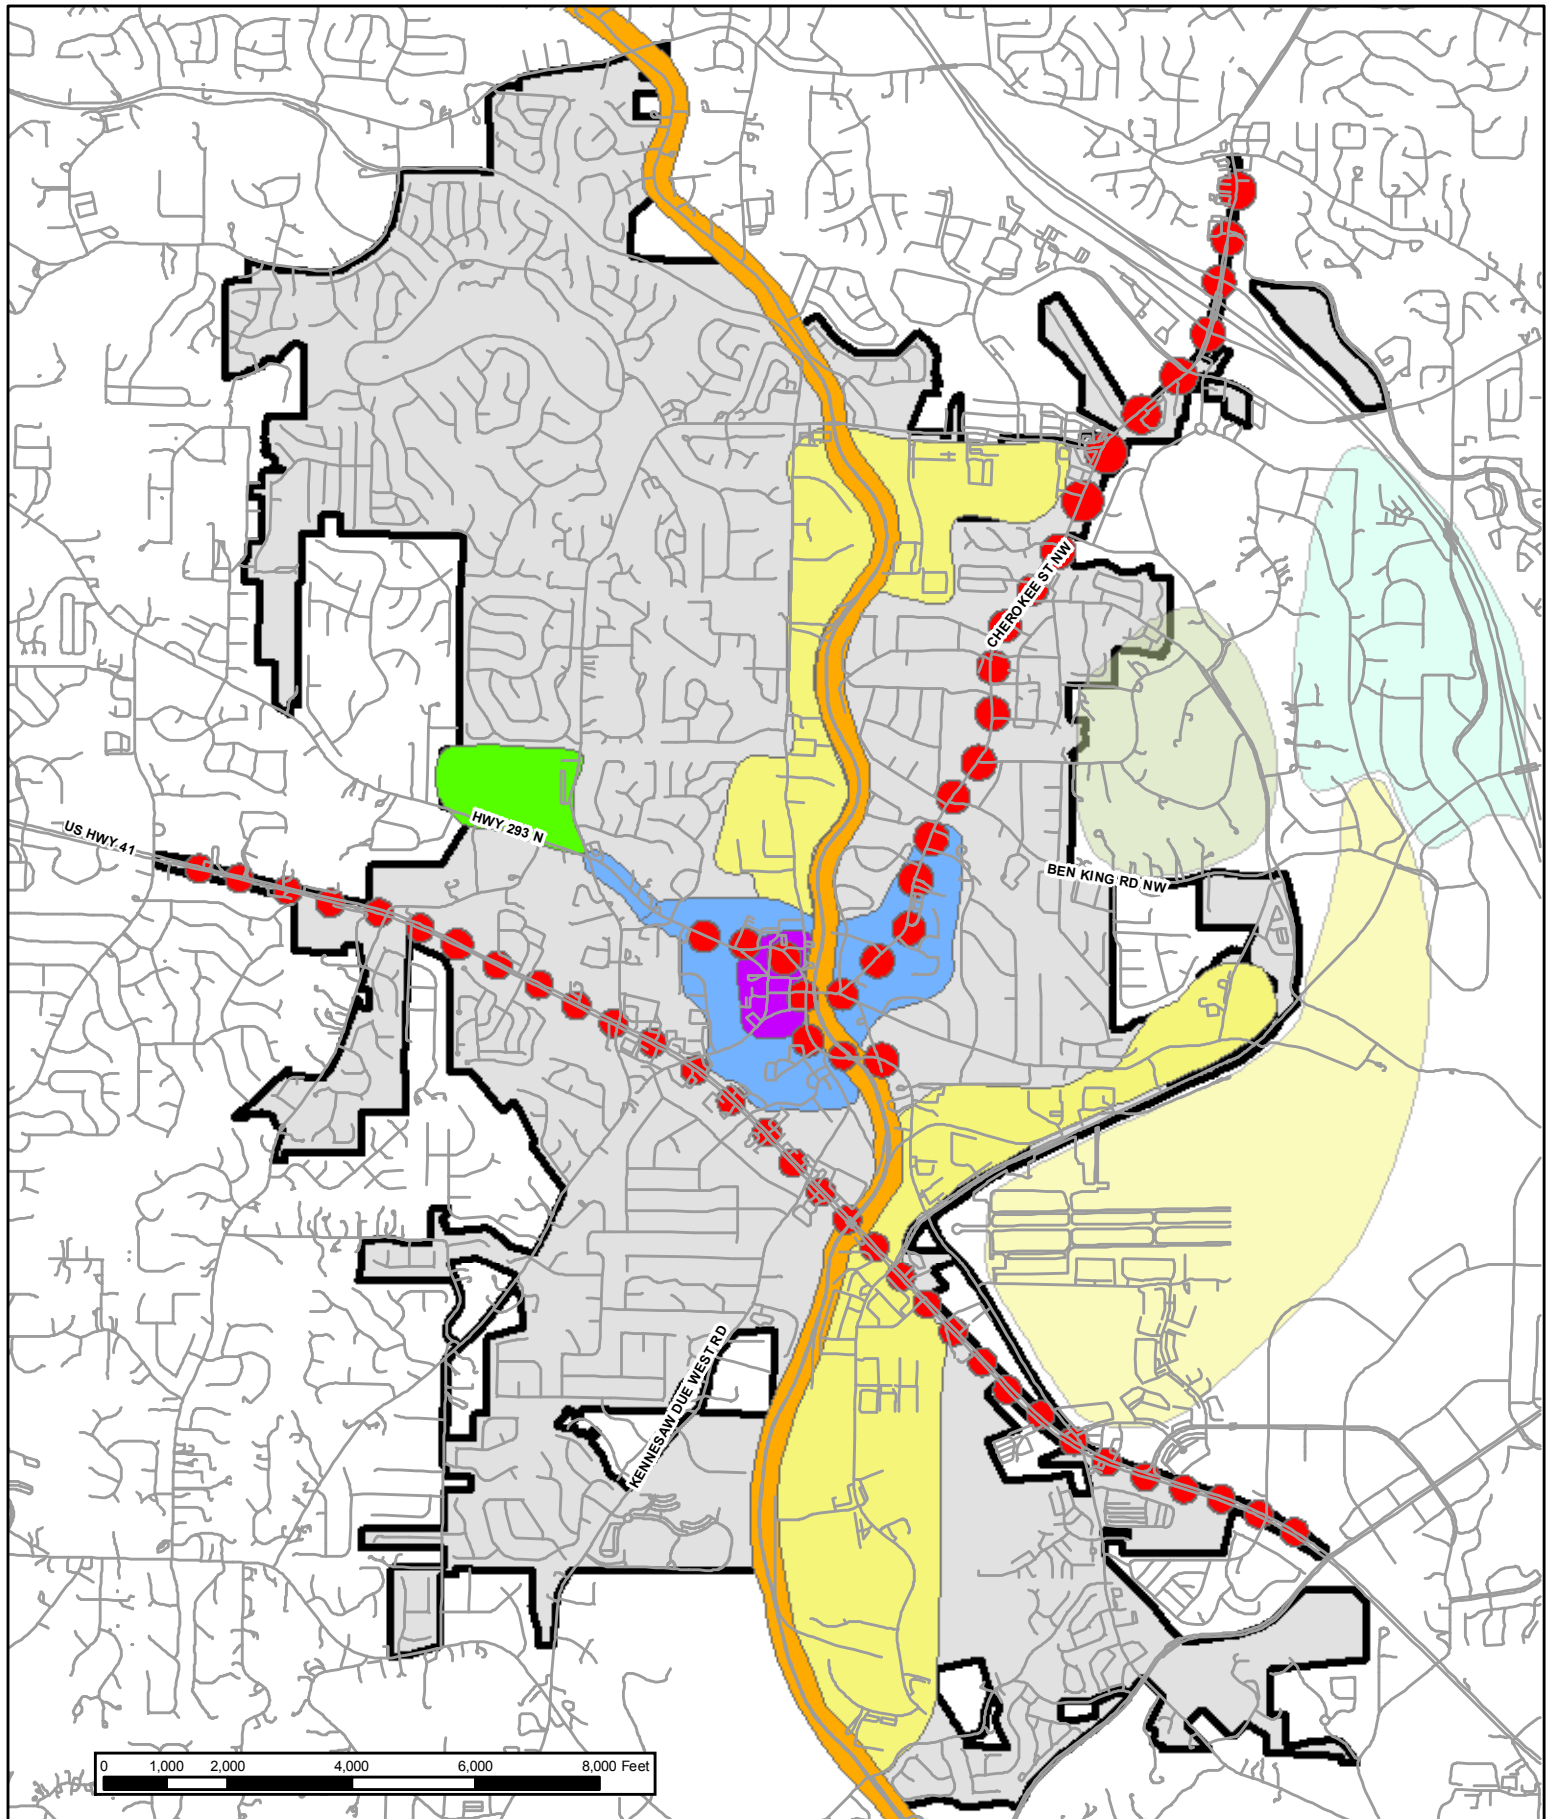 CHEROKEE ST NW
US HWY 41
HWY 293 N
BEN KING RD NW
KENNESAW DUE WEST RD
0 1,000 2,000 4,000 6,000 8,000 Feet